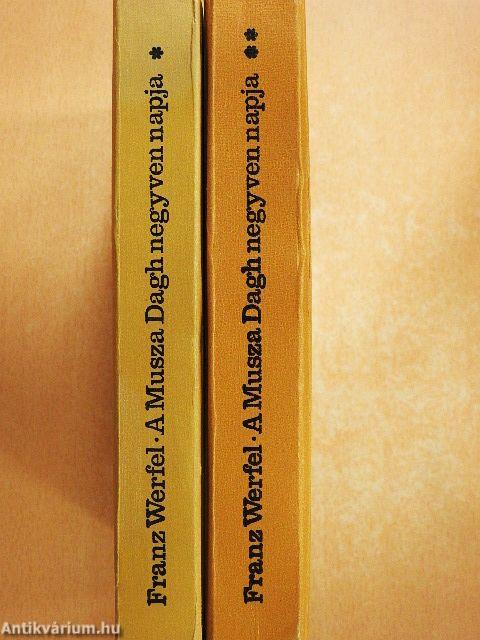 Franz Werfel · A Musza Dagh negyven napja *
Franz Werfel · A Musza Dagh negyven napja **
Antikvárium.hu